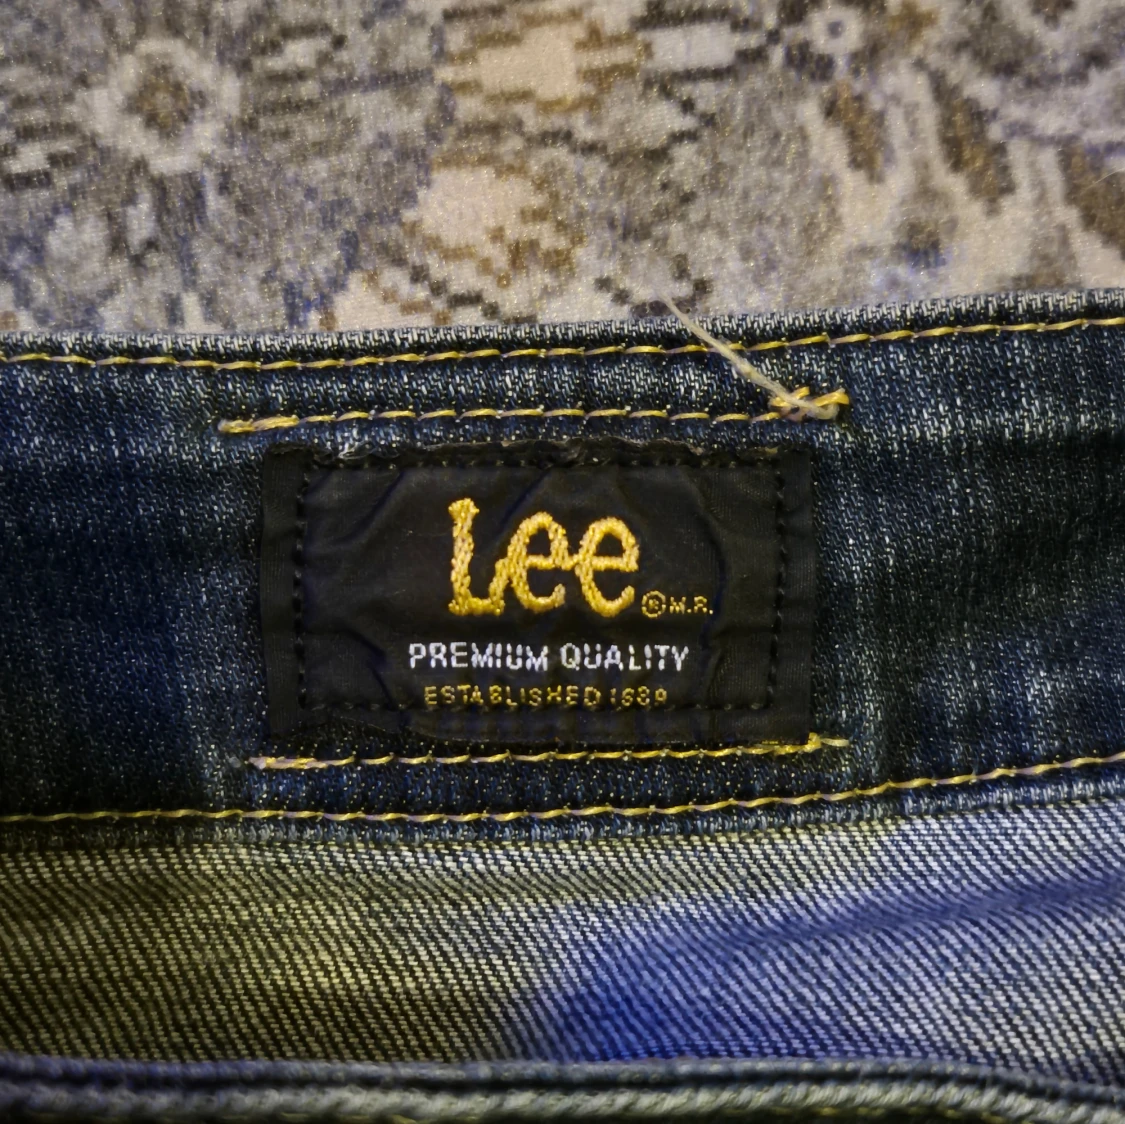 Lee ® M.R.
PREMIUM QUALITY
ESTABLISHED 1889